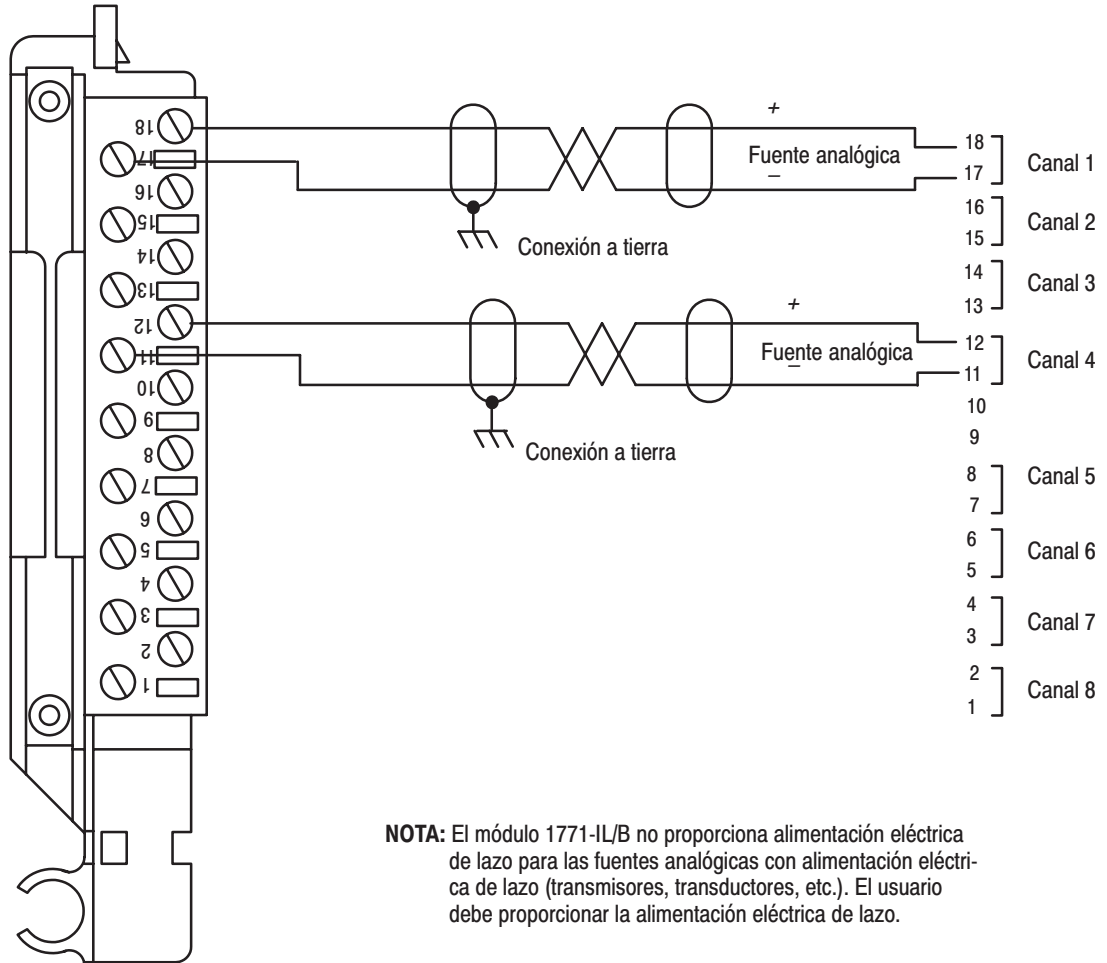 18
17
16
15
14
13
12
11
10
9
8
7
6
5
4
3
2
1
+
Fuente analógica
–
Conexión a tierra
+
Fuente analógica
–
Conexión a tierra
18
17
Canal 1
16
15
Canal 2
14
13
Canal 3
12
11
Canal 4
10
9
8
7
Canal 5
6
5
Canal 6
4
3
Canal 7
2
1
Canal 8
NOTA: El módulo 1771-IL/B no proporciona alimentación eléctrica
de lazo para las fuentes analógicas con alimentación eléctri-
ca de lazo (transmisores, transductores, etc.). El usuario
debe proporcionar la alimentación eléctrica de lazo.